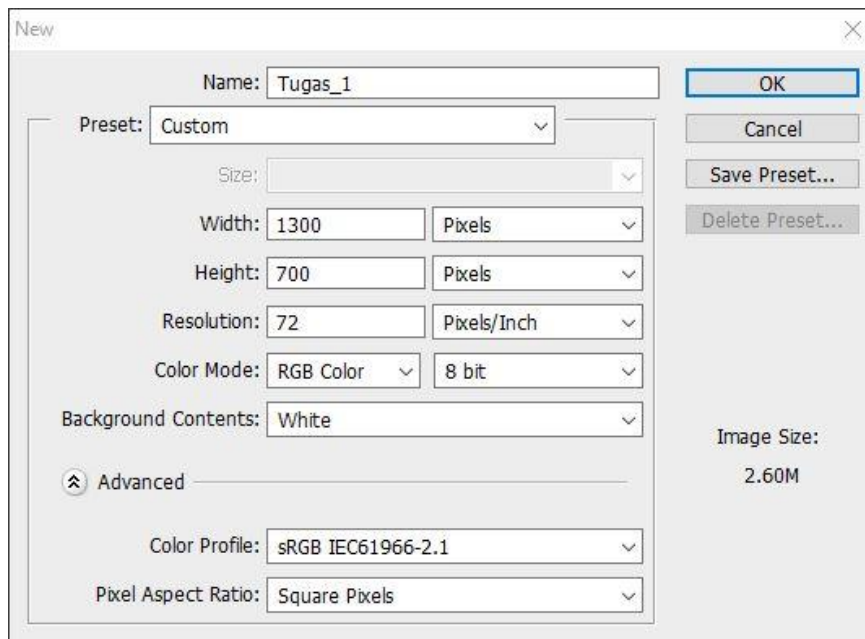 New
Name: Tugas_1
OK
Preset: Custom
Cancel
Size:
Save Preset...
Width: 1300 Pixels
Delete Preset...
Height: 700 Pixels
Resolution: 72 Pixels/Inch
Color Mode: RGB Color 8 bit
Background Contents: White
Image Size:
2.60M
Advanced
Color Profile: sRGB IEC61966-2.1
Pixel Aspect Ratio: Square Pixels